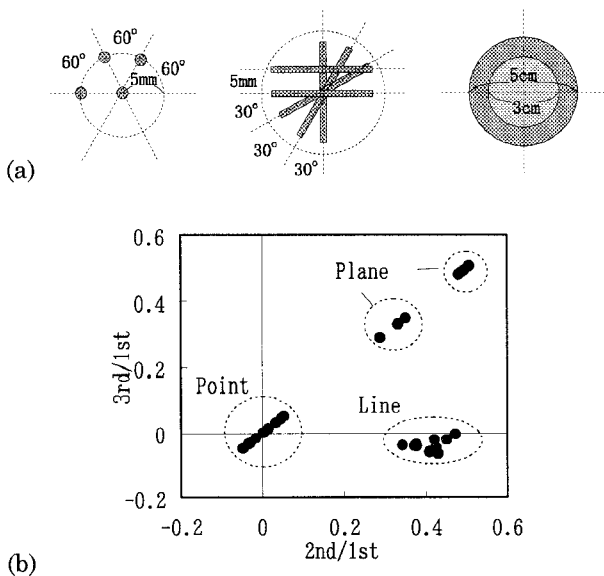 (a)
60°
60°
60°
5mm
5mm
30°
30°
5cm
3cm
(b)
3rd/1st
0.6
0.4
0.2
0
-0.2
Plane
Point
Line
-0.2
0
0.2
0.4
0.6
2nd/1st